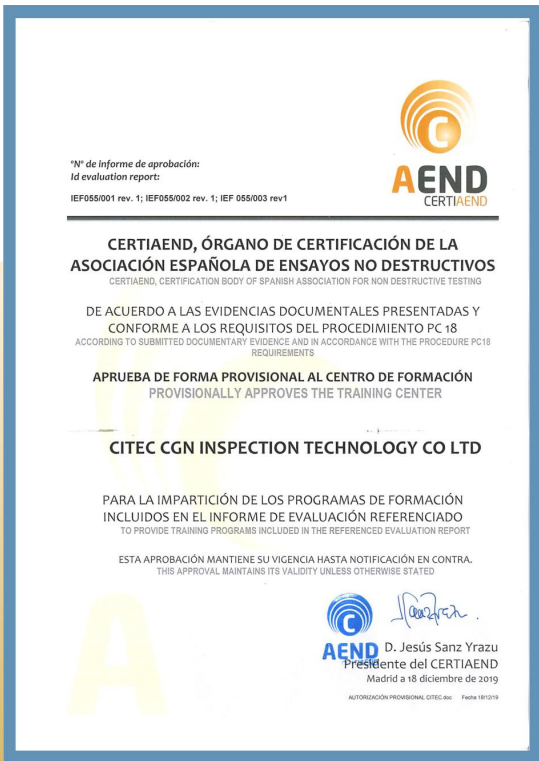 AEND
CERTIAEND
"Nº de informe de aprobación:
Id evaluation report:
IEF055/001 rev. 1; IEF055/002 rev. 1; IEF 055/003 rev1
CERTIAEND, ÓRGANO DE CERTIFICACIÓN DE LA
ASOCIACIÓN ESPAÑOLA DE ENSAYOS NO DESTRUCTIVOS
CERTIAEND, CERTIFICATION BODY OF SPANISH ASSOCIATION FOR NON DESTRUCTIVE TESTING
DE ACUERDO A LAS EVIDENCIAS DOCUMENTALES PRESENTADAS Y
CONFORME A LOS REQUISITOS DEL PROCEDIMIENTO PC 18
ACCORDING TO SUBMITTED DOCUMENTARY EVIDENCE AND IN ACCORDANCE WITH THE PROCEDURE PC18
REQUIREMENTS
APRUEBA DE FORMA PROVISIONAL AL CENTRO DE FORMACIÓN
PROVISIONALLY APPROVES THE TRAINING CENTER
CITEC CGN INSPECTION TECHNOLOGY CO LTD
PARA LA IMPARTICIÓN DE LOS PROGRAMAS DE FORMACIÓN
INCLUIDOS EN EL INFORME DE EVALUACIÓN REFERENCIADO
TO PROVIDE TRAINING PROGRAMS INCLUDED IN THE REFERENCED EVALUATION REPORT
ESTA APROBACIÓN MANTIENE SU VIGENCIA HASTA NOTIFICACIÓN EN CONTRA.
THIS APPROVAL MAINTAINS ITS VALIDITY UNLESS OTHERWISE STATED
AEND
D. Jesús Sanz Yrazu
Presidente del CERTIAEND
Madrid a 18 diciembre de 2019
AUTORIZACIÓN PROVISIONAL CITEC.doc Fecha 18/12/19